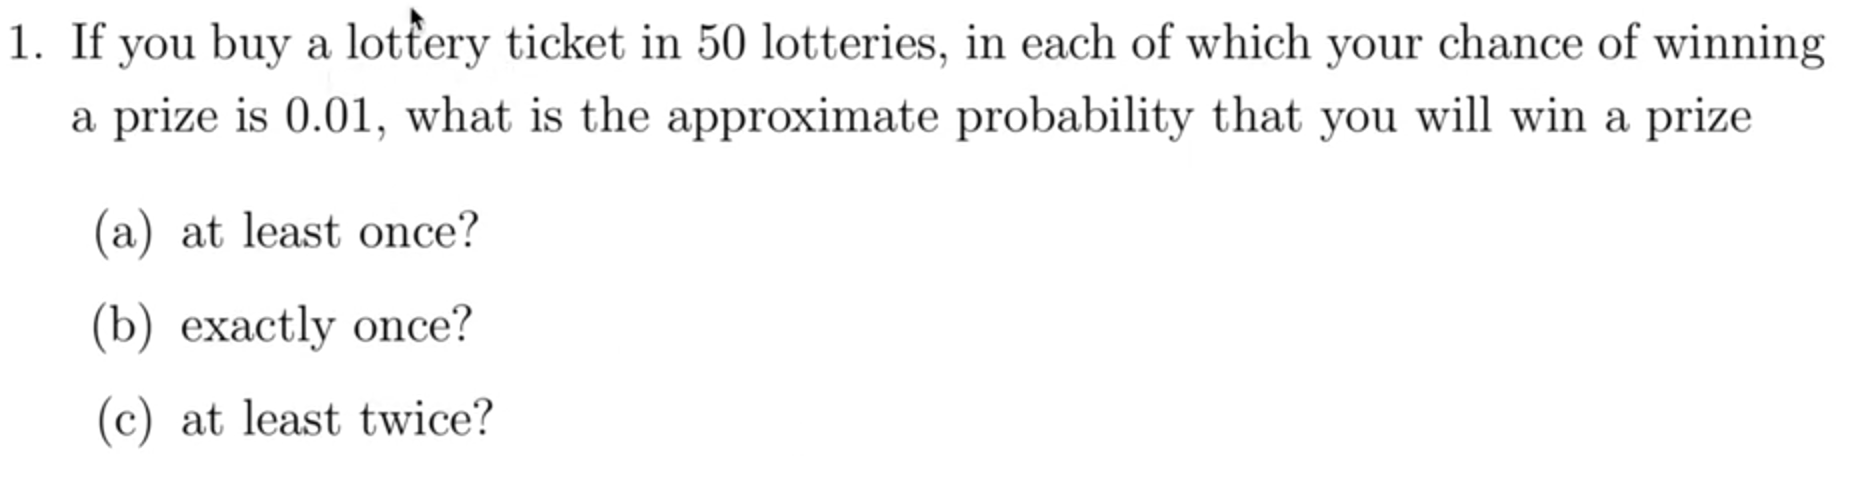 1. If you buy a lottery ticket in 50 lotteries, in each of which your chance of winning
a prize is 0.01, what is the approximate probability that you will win a prize
(a) at least once?
(b) exactly once?
(c) at least twice?